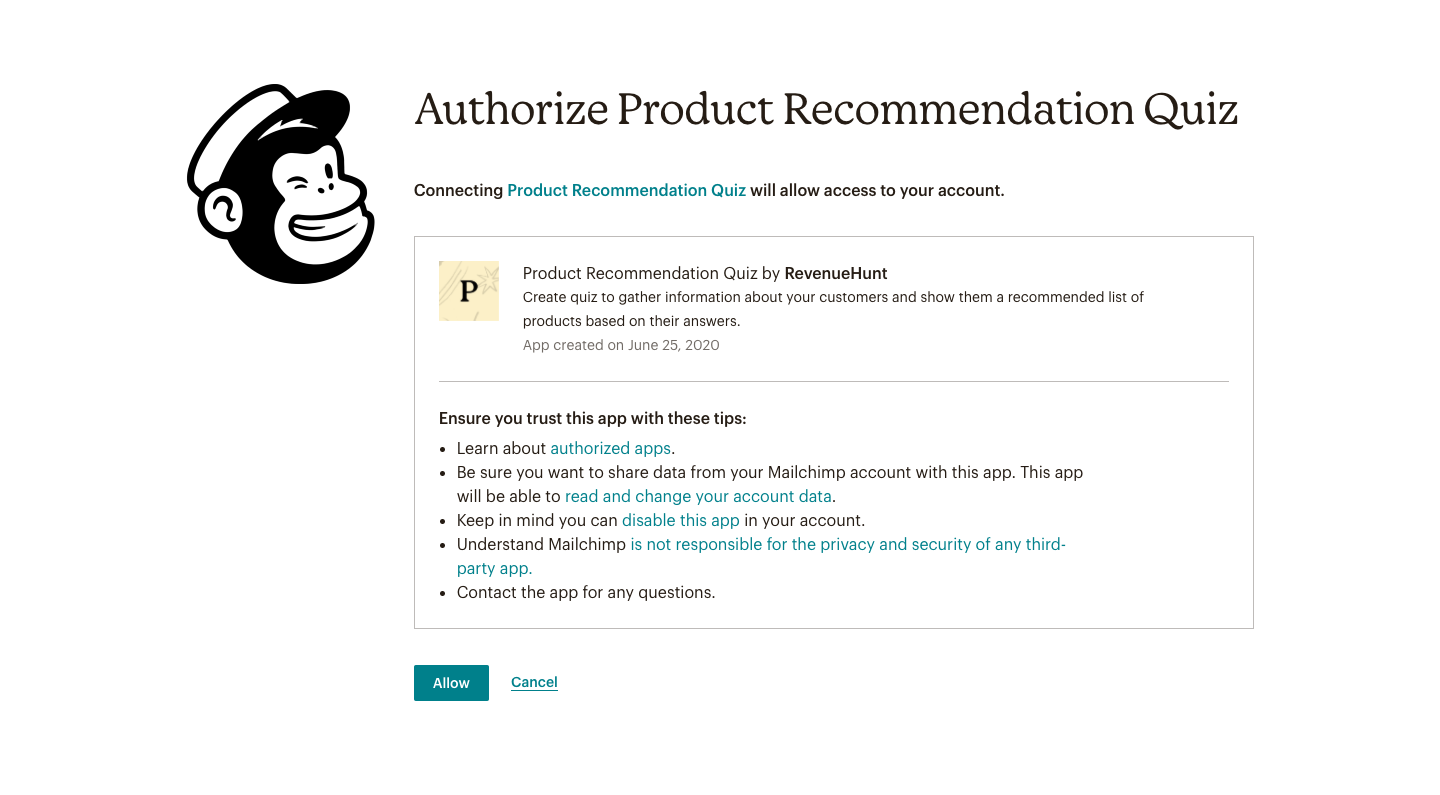 Authorize Product Recommendation Quiz
Connecting Product Recommendation Quiz will allow access to your account.
P
Product Recommendation Quiz by RevenueHunt
Create quiz to gather information about your customers and show them a recommended list of
products based on their answers.
App created on June 25, 2020
Ensure you trust this app with these tips:
• Learn about authorized apps.
• Be sure you want to share data from your Mailchimp account with this app. This app
will be able to read and change your account data.
• Keep in mind you can disable this app in your account.
• Understand Mailchimp is not responsible for the privacy and security of any third-
party app.
• Contact the app for any questions.
Allow Cancel